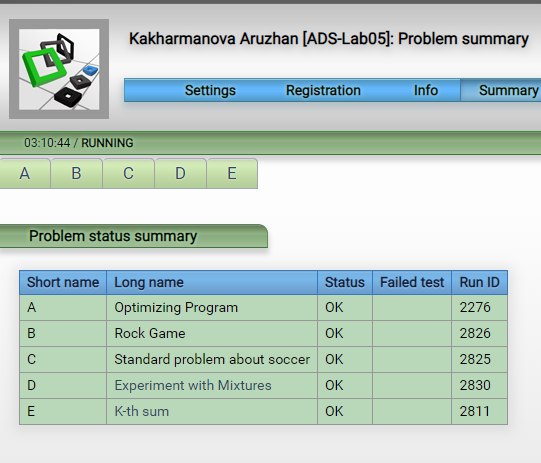 Kakharmanova Aruzhan [ADS-Lab05]: Problem summary
Settings Registration Info Summary
03:10:44 / RUNNING
A B C D E
Problem status summary
Short name Long name Status Failed test Run ID
A Optimizing Program OK 2276
B Rock Game OK 2826
C Standard problem about soccer OK 2825
D Experiment with Mixtures OK 2830
E K-th sum OK 2811